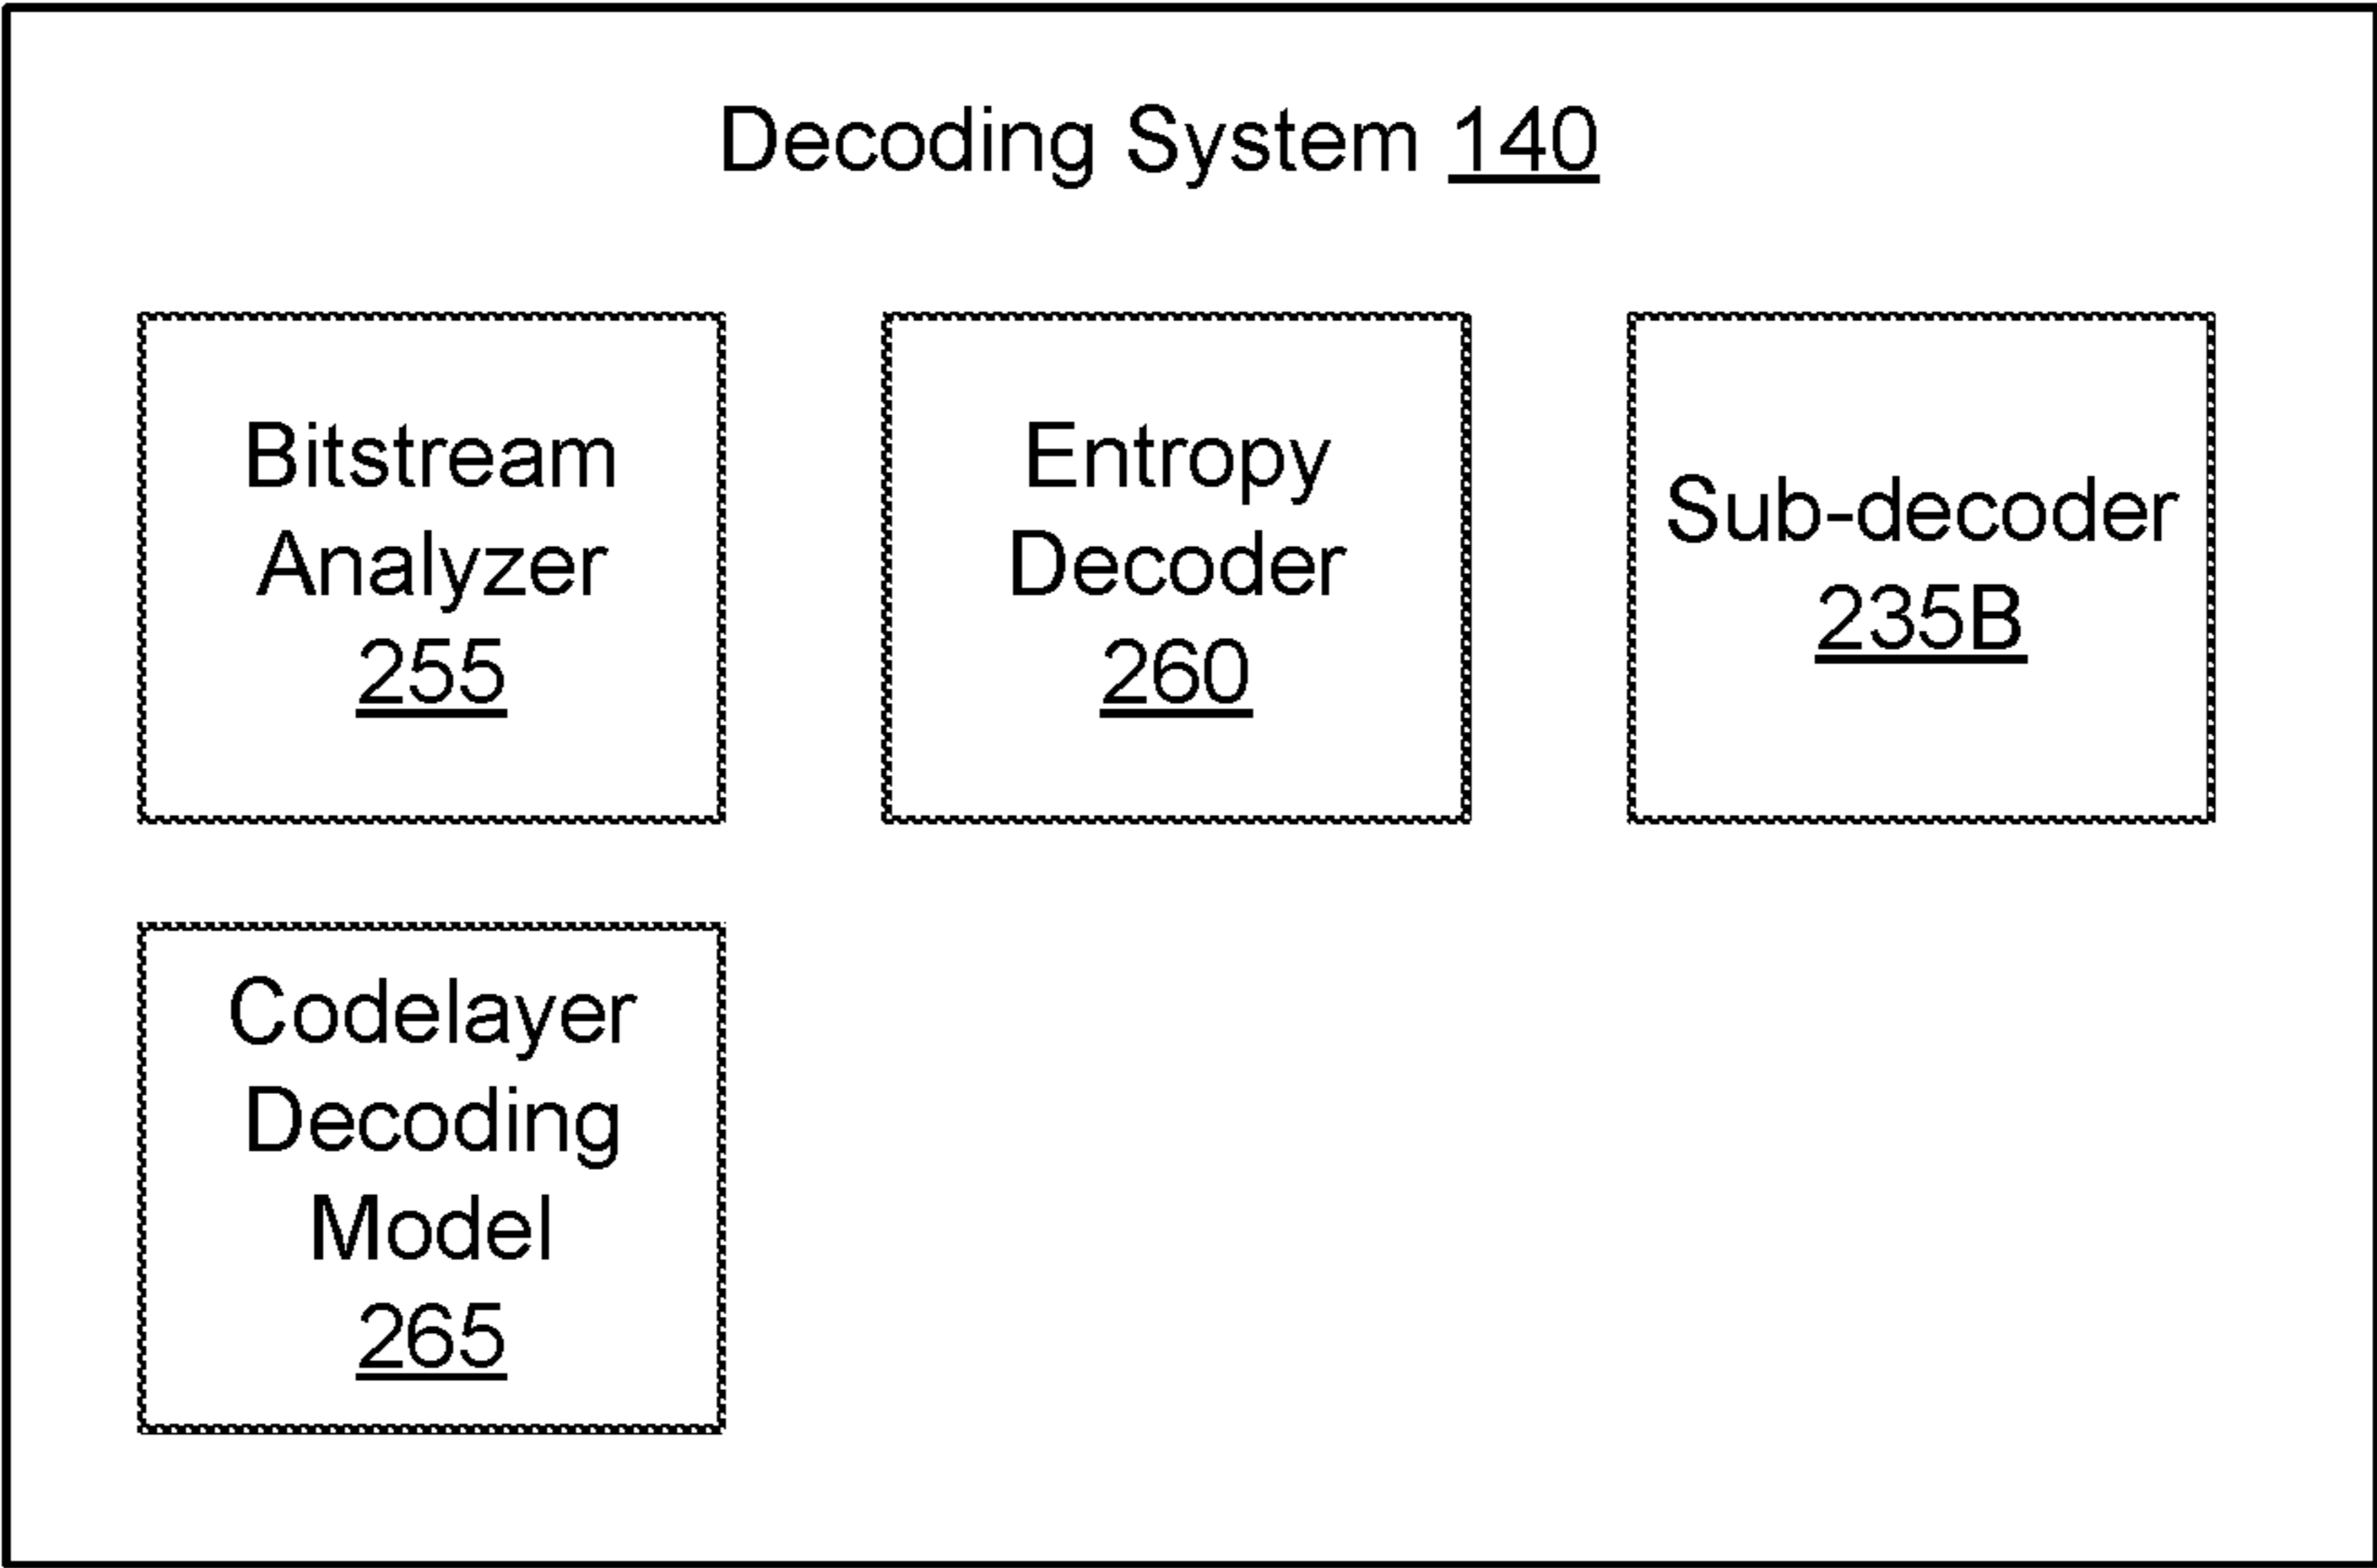 Decoding System 140
Bitstream
Analyzer
255
Entropy
Decoder
260
Sub-decoder
235B
Codelayer
Decoding
Model
265